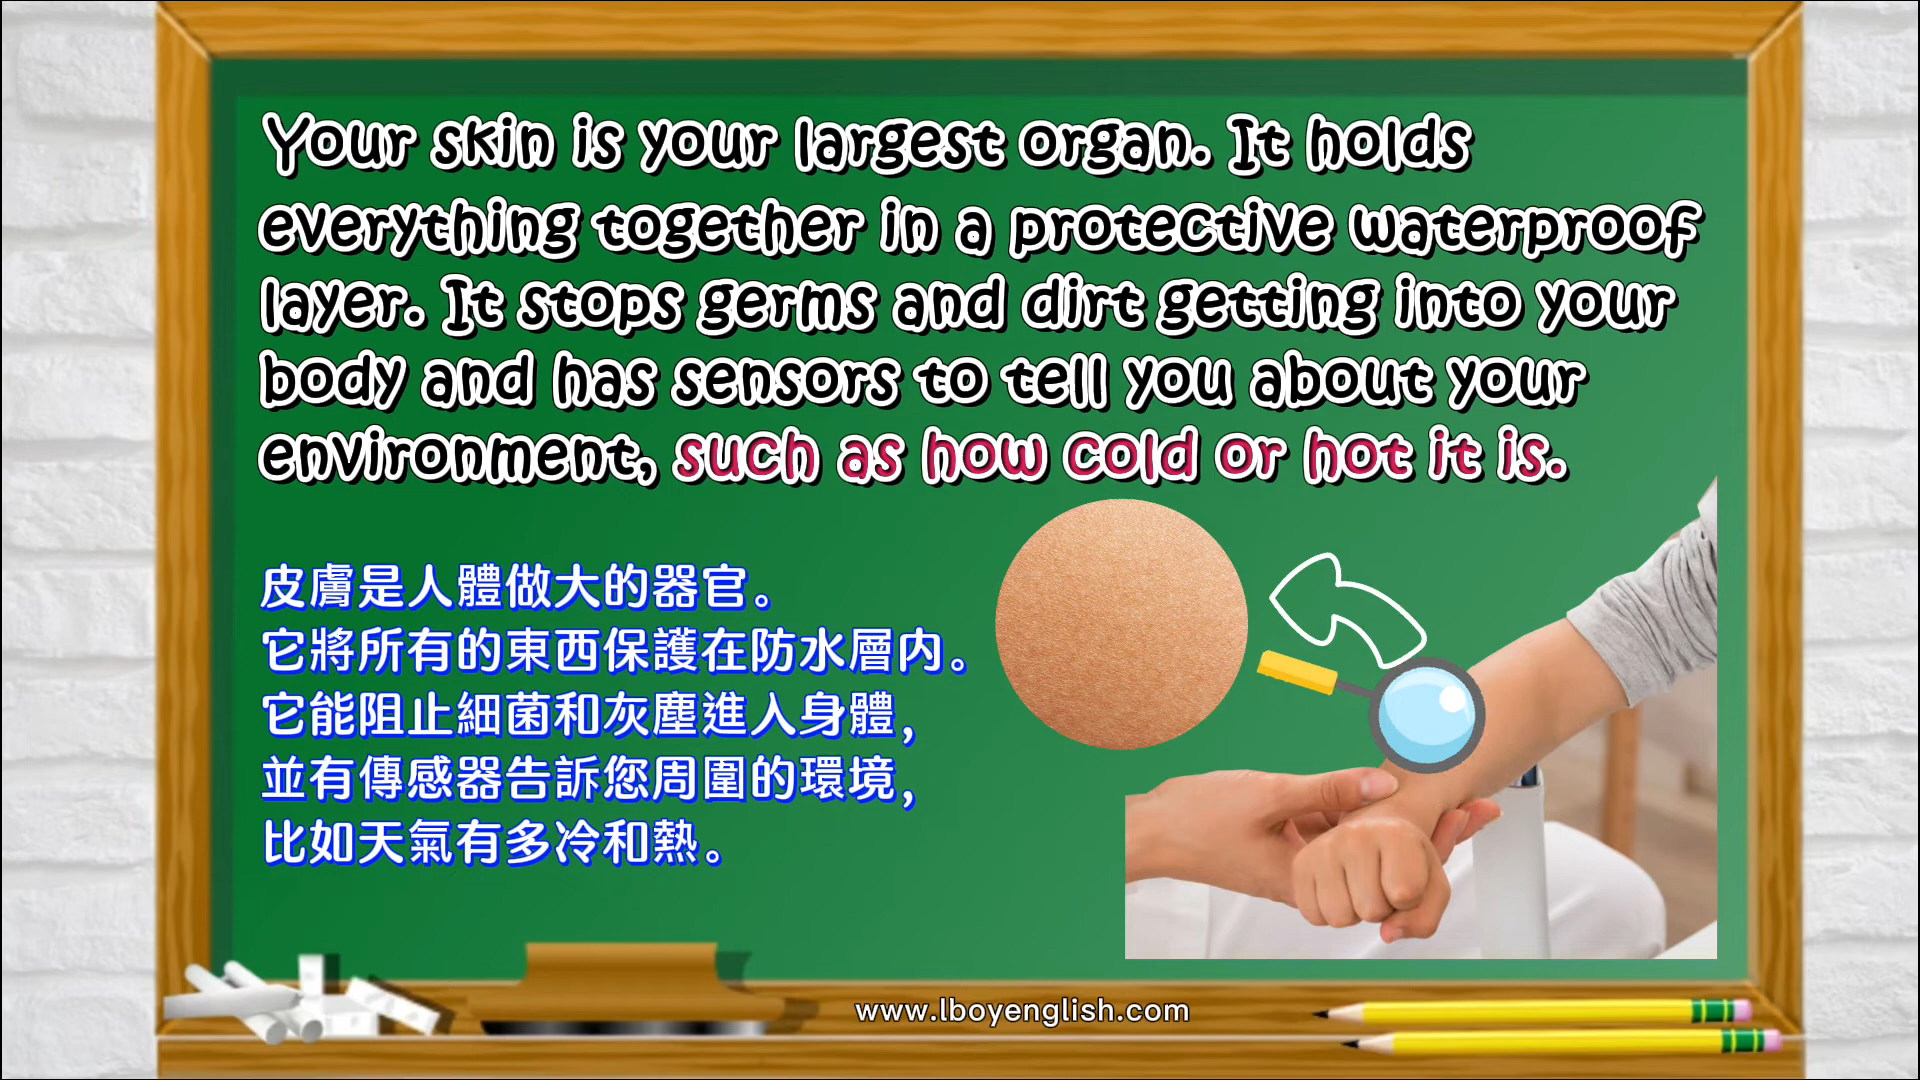 Your skin is your largest organ. It holds
everything together in a protective waterproof
layer. It stops germs and dirt getting into your
body and has sensors to tell you about your
environment, such as how cold or hot it is.
皮膚是人體做大的器官。
它將所有的東西保護在防水層内。
它能阻止細菌和灰塵進入身體，
並有傳感器告訴您周圍的環境，
比如天氣有多冷和熱。
www.lboyenglish.com